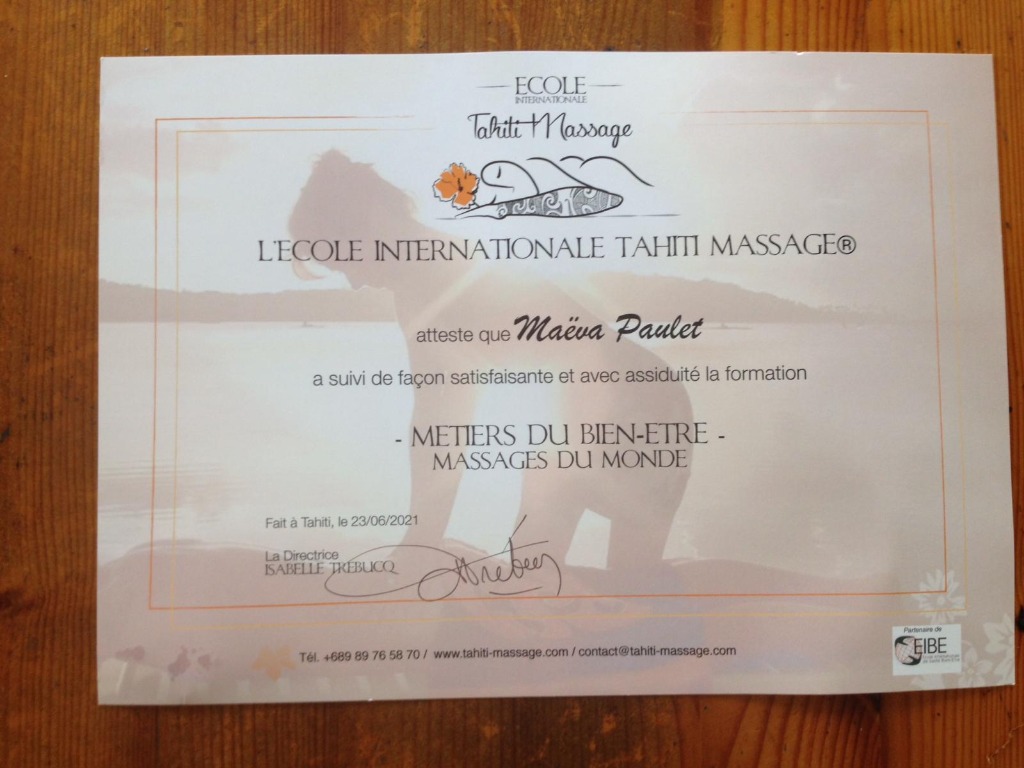 ECOLE
INTERNATIONALE
Tahiti Massage
L'ECOLE INTERNATIONALE TAHITI MASSAGE®
atteste que Maëva Paulet
a suivi de façon satisfaisante et avec assiduité la formation
- METIERS DU BIEN-ETRE -
MASSAGES DU MONDE
Fait à Tahiti, le 23/06/2021
La Directrice
ISABELLE TREBUCQ
Tél. +689 89 76 58 70 / www.tahiti-massage.com / contact@tahiti-massage.com
Partenaire de
EIBE